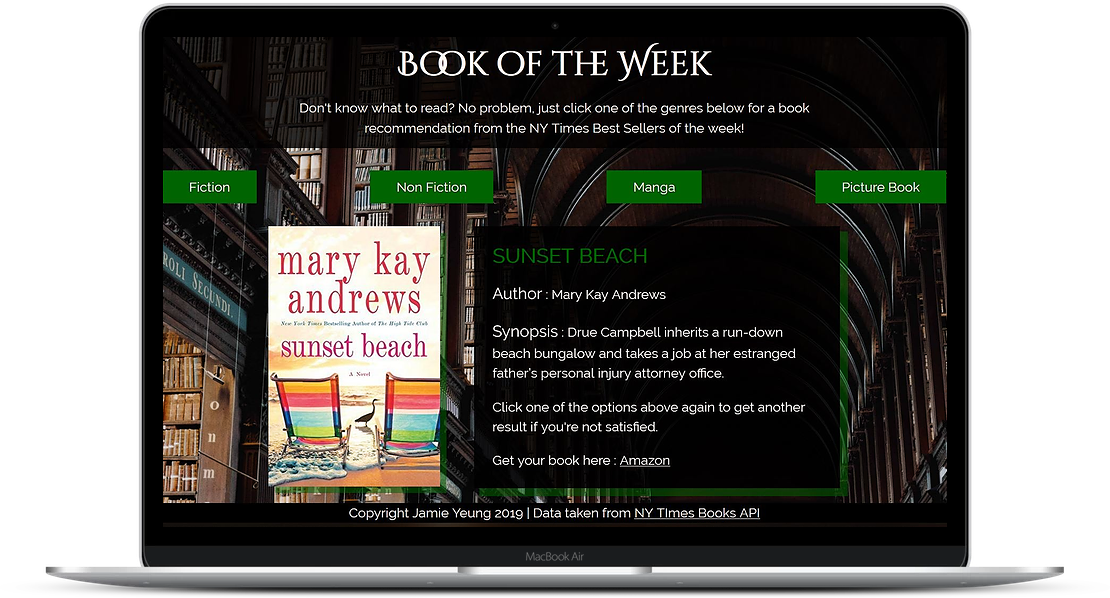 BOOK OF THE WEEK
Don't know what to read? No problem, just click one of the genres below for a book
recommendation from the NY Times Best Sellers of the week!
Fiction
Non Fiction
Manga
Picture Book
ROLI SECUNDI
mary kay
andrews
New York Times Bestselling Author of The High Tide Club
sunset beach
A Novel
SUNSET BEACH
Author : Mary Kay Andrews
Synopsis : Drue Campbell inherits a run-down
beach bungalow and takes a job at her estranged
father's personal injury attorney office.
Click one of the options above again to get another
result if you're not satisfied.
Get your book here : Amazon
o
n
m
Copyright Jamie Yeung 2019 | Data taken from NY TImes Books API
MacBook Air